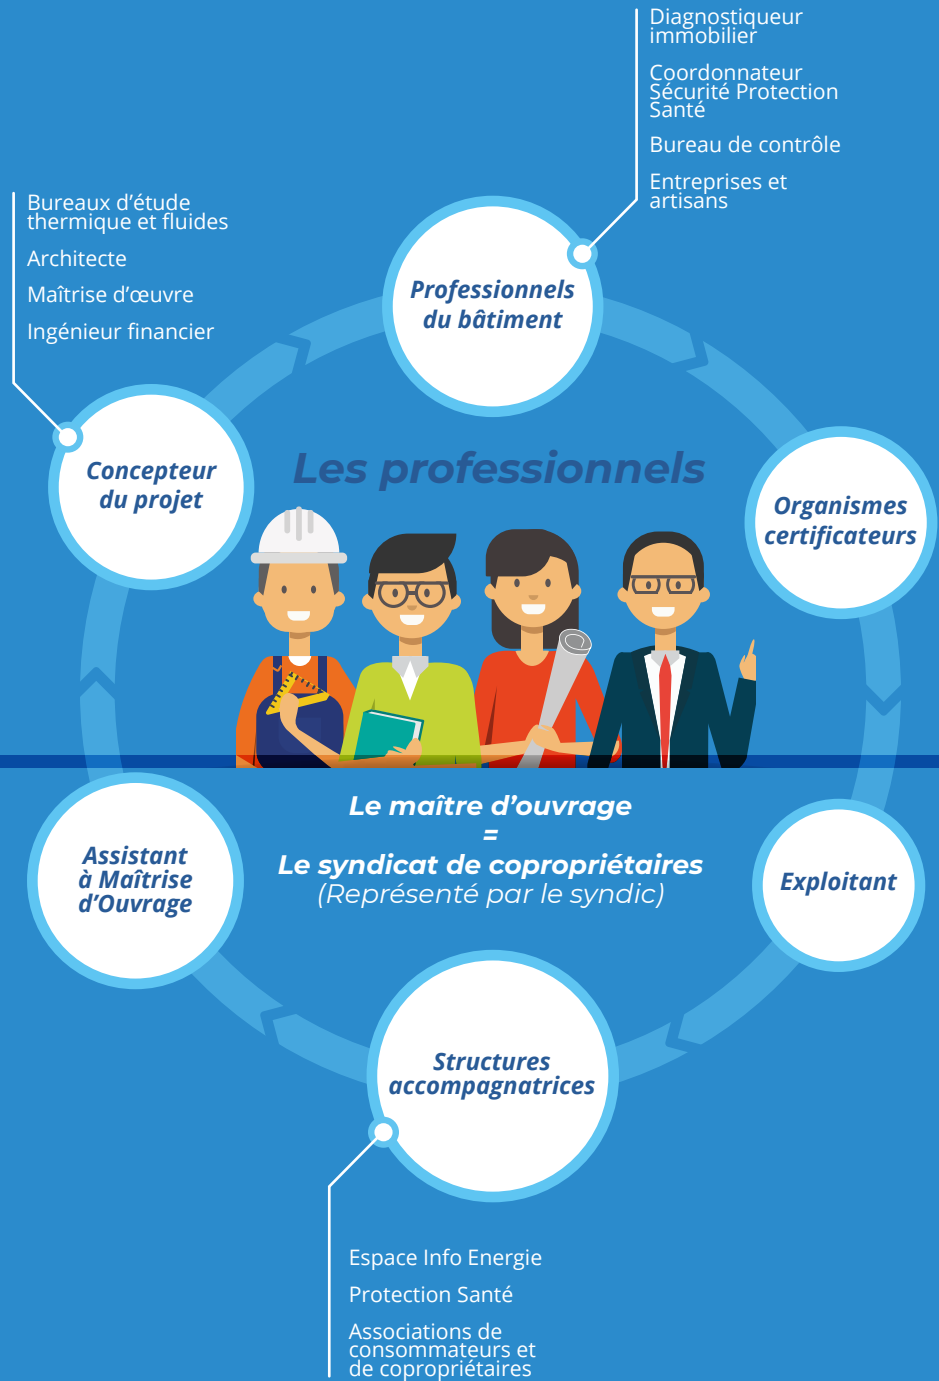 Diagnostiqueur
immobilier
Coordonnateur
Sécurité Protection
Santé
Bureau de contrôle
Entreprises et
artisans
Bureaux d’étude
thermique et fluides
Architecte
Maîtrise d’œuvre
Ingénieur financier
Professionnels
du bâtiment
Concepteur
du projet
Les professionnels
Organismes
certificateurs
Le maître d’ouvrage
=
Le syndicat de copropriétaires
(Représenté par le syndic)
Assistant
à Maîtrise
d’Ouvrage
Exploitant
Structures
accompagnatrices
Espace Info Energie
Protection Santé
Associations de
consommateurs et
de copropriétaires